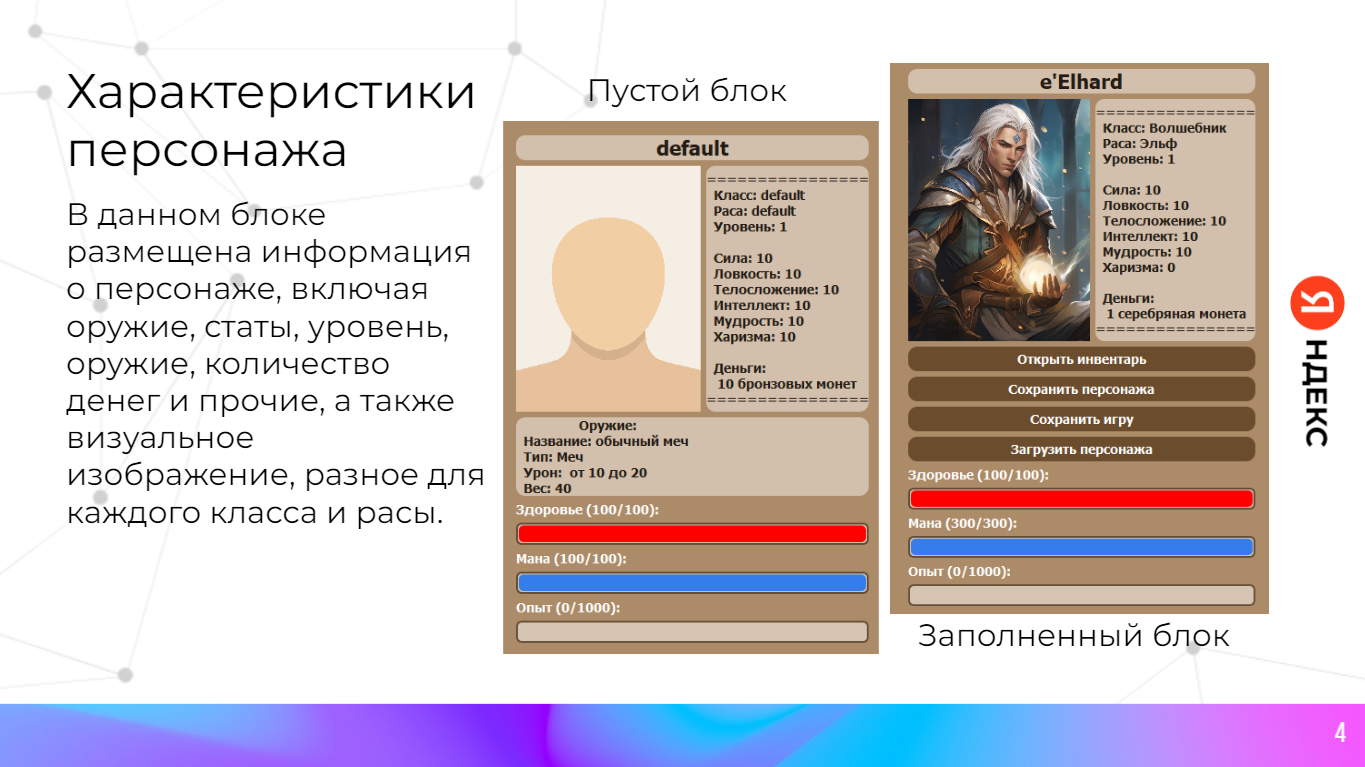 Характеристики
персонажа
В данном блоке
размещена информация
о персонаже, включая
оружие, статы, уровень,
оружие, количество
денег и прочие, а также
визуальное
изображение, разное для
каждого класса и расы.
Пустой блок
default
================
Класс: default
Раса: default
Уровень: 1
Сила: 10
Ловкость: 10
Телосложение: 10
Интеллект: 10
Мудрость: 10
Харизма: 10
Деньги:
10 бронзовых монет
================
Оружие:
Название: обычный меч
Тип: Меч
Урон: от 10 до 20
Вес: 40
Здоровье (100/100):
Мана (100/100):
Опыт (0/1000):
e'Elhard
================
Класс: Волшебник
Раса: Эльф
Уровень: 1
Сила: 10
Ловкость: 10
Телосложение: 10
Интеллект: 10
Мудрость: 10
Харизма: 0
Деньги:
1 серебряная монета
================
Открыть инвентарь
Сохранить персонажа
Сохранить игру
Загрузить персонажа
Здоровье (100/100):
Мана (300/300):
Опыт (0/1000):
Заполненный блок
Яндекс
4